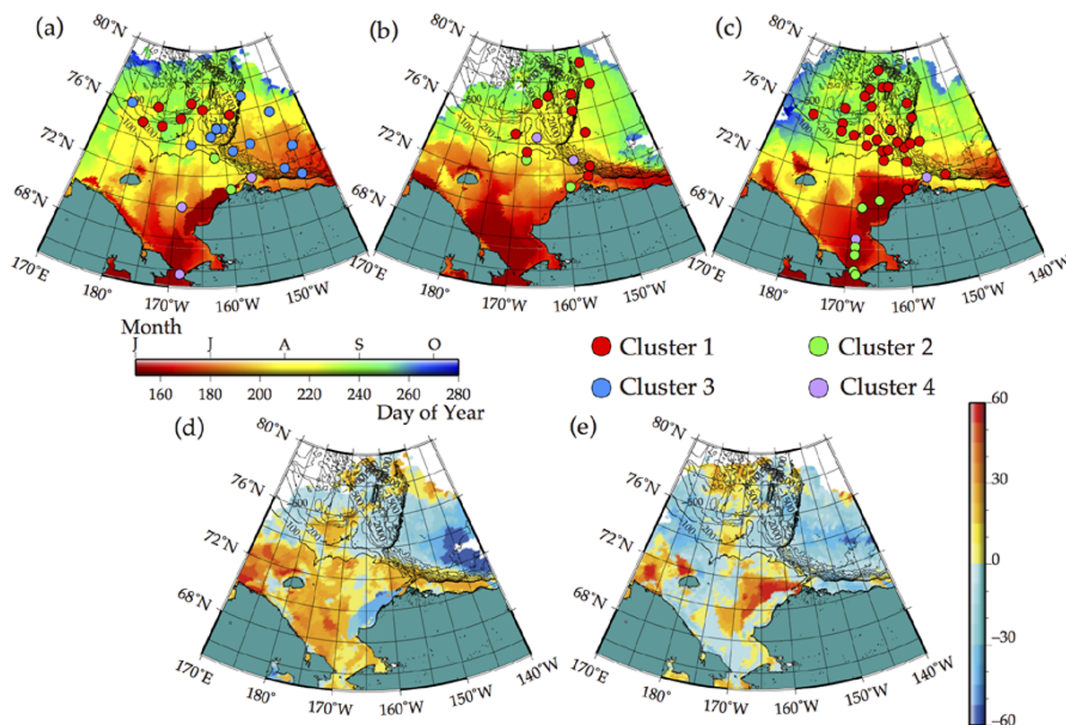 (a) (b) (c)
80°N 80°N 80°N
76°N 76°N 76°N
72°N 72°N 72°N
68°N 68°N 68°N
170°E 180° 170°W 160°W 150°W
170°E 180° 170°W 160°W 150°W
170°E 180° 170°W 160°W 150°W 140°W
Month
J J A S O
160 180 200 220 240 260 280
Day of Year
Cluster 1 Cluster 2
Cluster 3 Cluster 4
(d) (e)
80°N 80°N
76°N 76°N
72°N 72°N
68°N 68°N
170°E 180° 170°W 160°W 150°W 140°W
170°E 180° 170°W 160°W 150°W 140°W
60
30
0
−30
−60